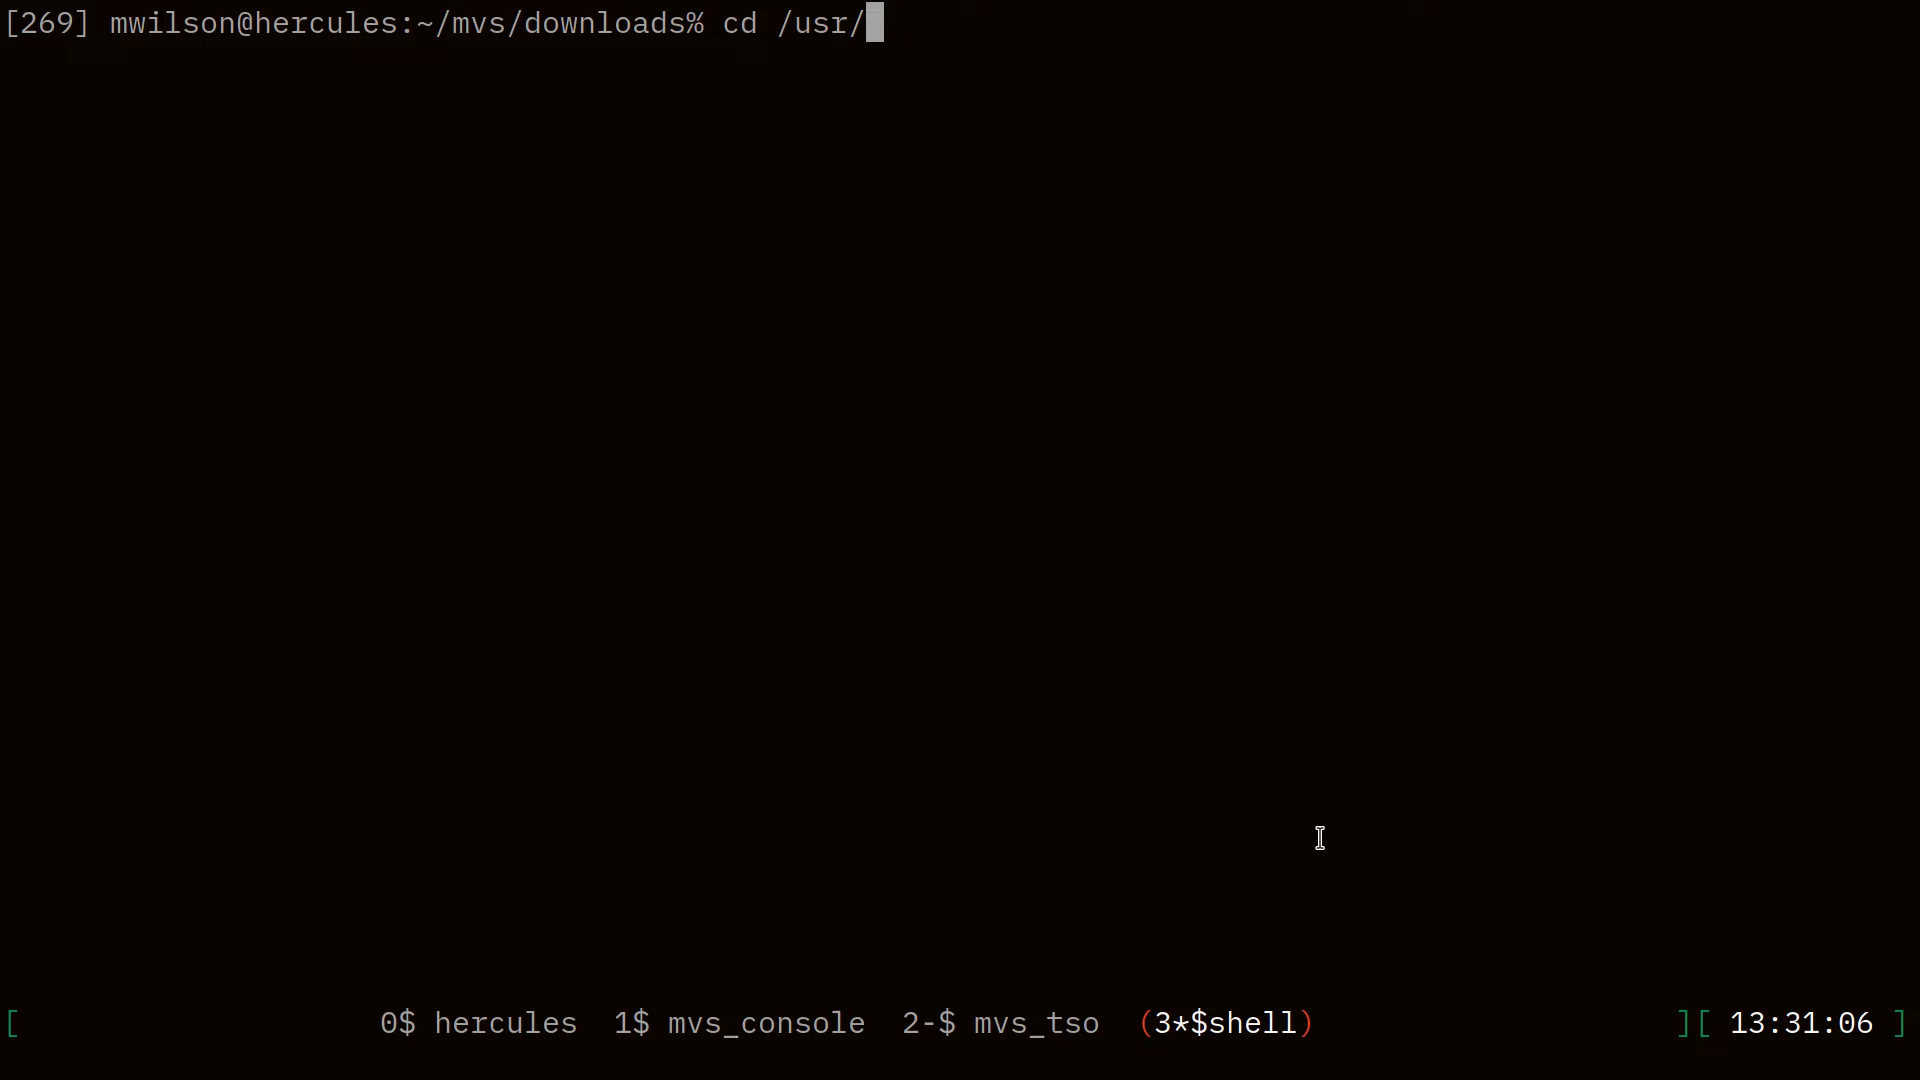 [269] mwilson@hercules:~/mvs/downloads% cd /usr/
[ 0$ hercules 1$ mvs_console 2-$ mvs_tso (3*$shell) ][ 13:31:06 ]